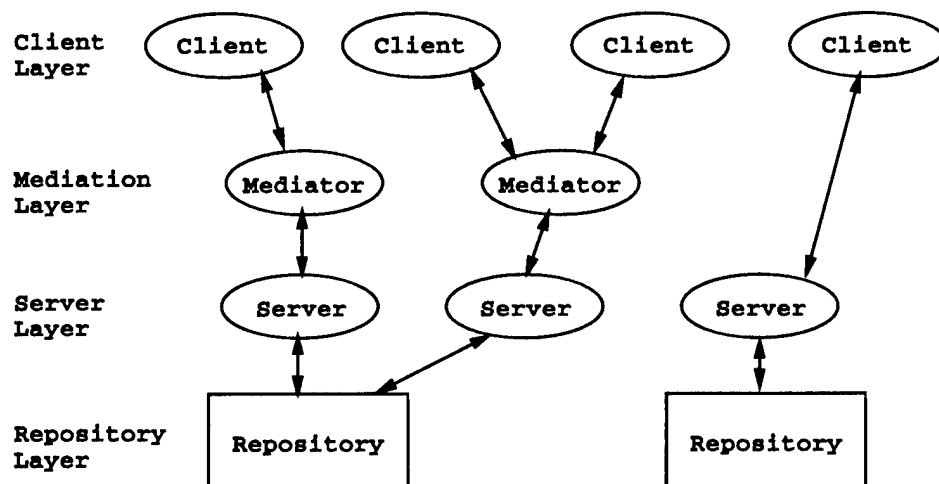 Client
Layer
Client
Client
Client
Client
Mediation
Layer
Mediator
Mediator
Server
Layer
Server
Server
Server
Repository
Layer
Repository
Repository